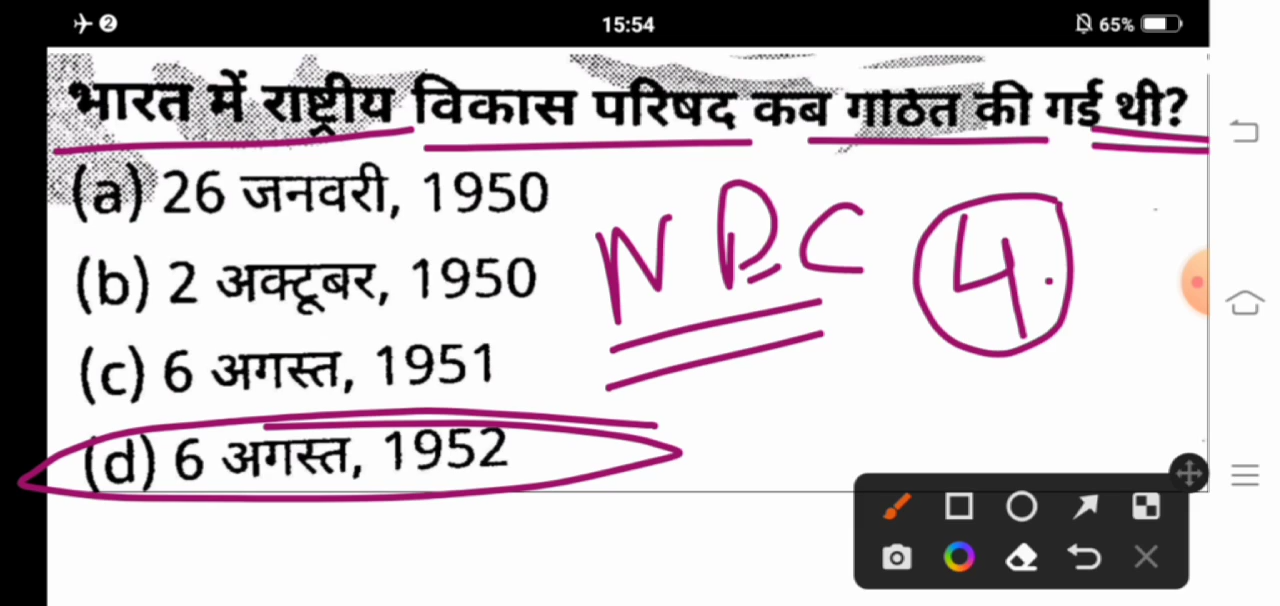 15:54
2
65%
भारत में राष्ट्रीय विकास परिषद कब गठित की गई थी?
(a) 26 जनवरी, 1950
(b) 2 अक्टूबर, 1950
NDC
4.
(c) 6 अगस्त, 1951
(d) 6 अगस्त, 1952